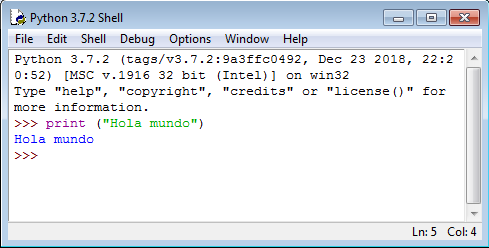 Python 3.7.2 Shell
File Edit Shell Debug Options Window Help
Python 3.7.2 (tags/v3.7.2:9a3ffc0492, Dec 23 2018, 22:2
0:52) [MSC v.1916 32 bit (Intel)] on win32
Type "help", "copyright", "credits" or "license()" for
more information.
>>> print ("Hola mundo")
Hola mundo
>>>
Ln: 5 Col: 4